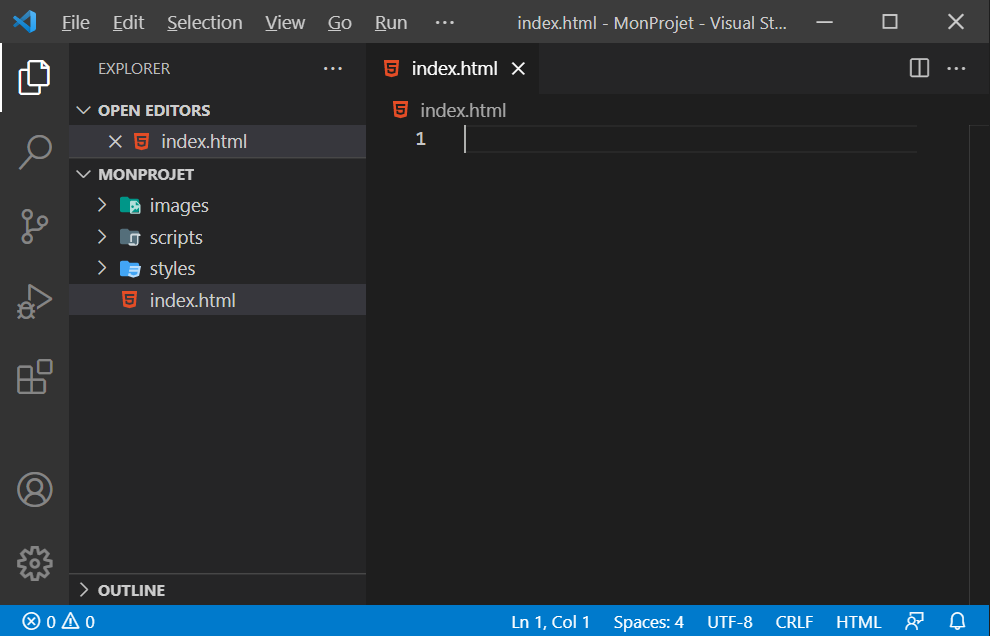 File Edit Selection View Go Run ··· index.html - MonProjet - Visual St...
EXPLORER ···
index.html
OPEN EDITORS
index.html
MONPROJET
images
scripts
styles
index.html
OUTLINE
index.html
1
0 0 Ln 1, Col 1 Spaces: 4 UTF-8 CRLF HTML